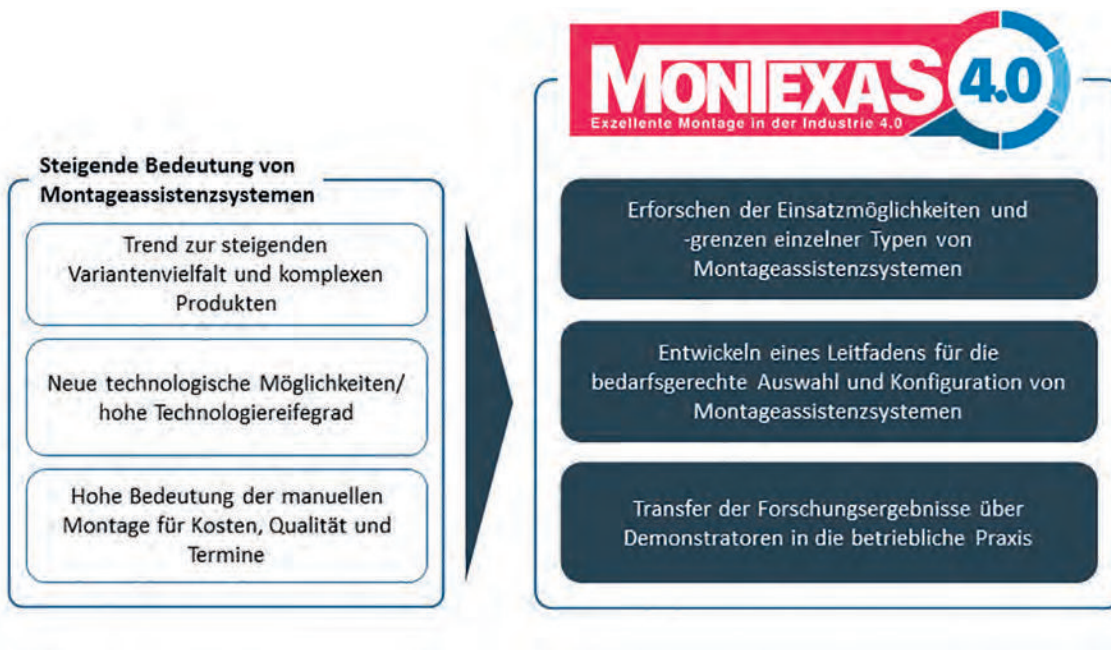 Steigende Bedeutung von
Montageassistenzsystemen
Trend zur steigenden
Variantenvielfalt und komplexen
Produkten
Neue technologische Möglichkeiten/
hohe Technologiereifegrad
Hohe Bedeutung der manuellen
Montage für Kosten, Qualität und
Termine
MONTEXAS 4.0
Exzellente Montage in der Industrie 4.0
Erforschen der Einsatzmöglichkeiten und
-grenzen einzelner Typen von
Montageassistenzsystemen
Entwickeln eines Leitfadens für die
bedarfsgerechte Auswahl und Konfiguration von
Montageassistenzsystemen
Transfer der Forschungsergebnisse über
Demonstratoren in die betriebliche Praxis